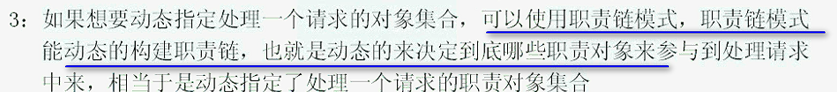 3：如果想要动态指定处理一个请求的对象集合，可以使用职责链模式，职责链模式
能动态的构建职责链，也就是动态的来决定到底哪些职责对象来参与到处理请求
中来，相当于是动态指定了处理一个请求的职责对象集合